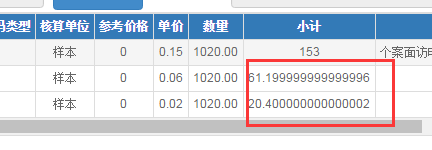 码类型 核算单位 参考价格 单价 数量 小计
样本 0 0.15 1020.00 153 个案面访电
样本 0 0.06 1020.00 61.199999999999996
样本 0 0.02 1020.00 20.400000000000002